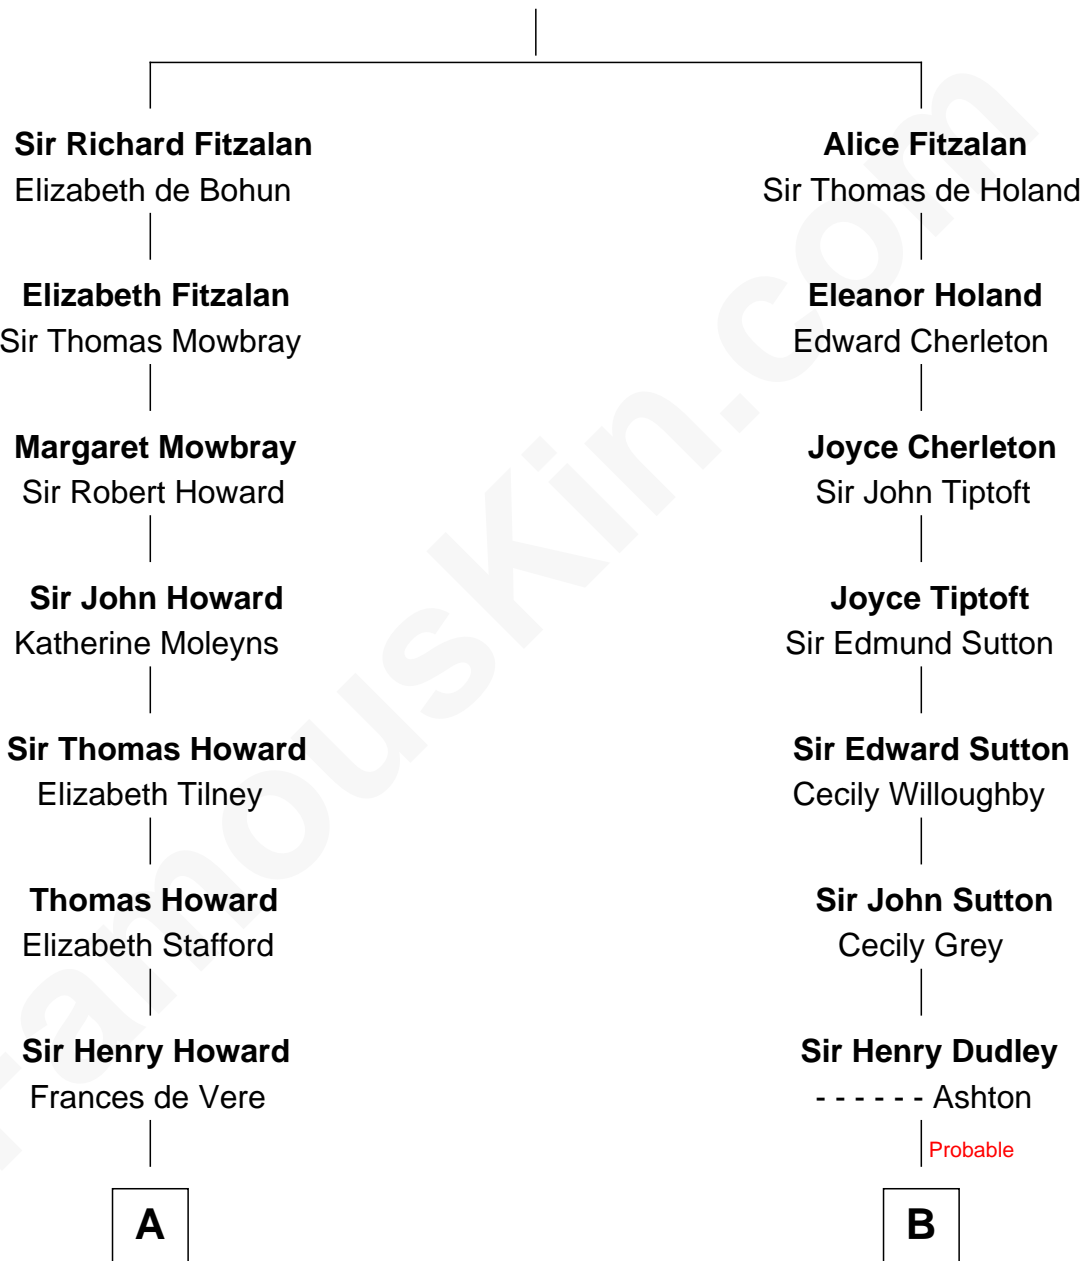 Sir Richard Fitzalan
Elizabeth de Bohun
Elizabeth Fitzalan
Sir Thomas Mowbray
Margaret Mowbray
Sir Robert Howard
Sir John Howard
Katherine Moleyns
Sir Thomas Howard
Elizabeth Tilney
Thomas Howard
Elizabeth Stafford
Sir Henry Howard
Frances de Vere
A
Alice Fitzalan
Sir Thomas de Holand
Eleanor Holand
Edward Cherleton
Joyce Cherleton
Sir John Tiptoft
Joyce Tiptoft
Sir Edmund Sutton
Sir Edward Sutton
Cecily Willoughby
Sir John Sutton
Cecily Grey
Sir Henry Dudley
- - - - - - Ashton
Probable
B
FamousKin.com